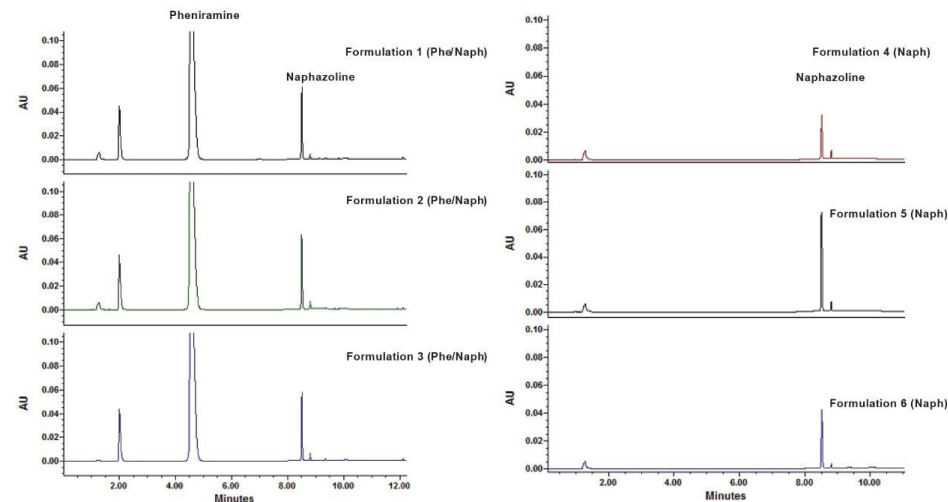 Pheniramine
0.10
0.08
0.06
0.04
0.02
0.00
AU
Formulation 1 (Phe/Naph)
Naphazoline
0.10
0.08
0.06
0.04
0.02
0.00
AU
Formulation 2 (Phe/Naph)
0.10
0.08
0.06
0.04
0.02
0.00
AU
Formulation 3 (Phe/Naph)
2.00 4.00 6.00 8.00 10.00 12.00
Minutes
0.10
0.08
0.06
0.04
0.02
0.00
AU
Formulation 4 (Naph)
Naphazoline
0.10
0.08
0.06
0.04
0.02
0.00
AU
Formulation 5 (Naph)
0.10
0.08
0.06
0.04
0.02
0.00
AU
Formulation 6 (Naph)
2.00 4.00 6.00 8.00 10.00
Minutes